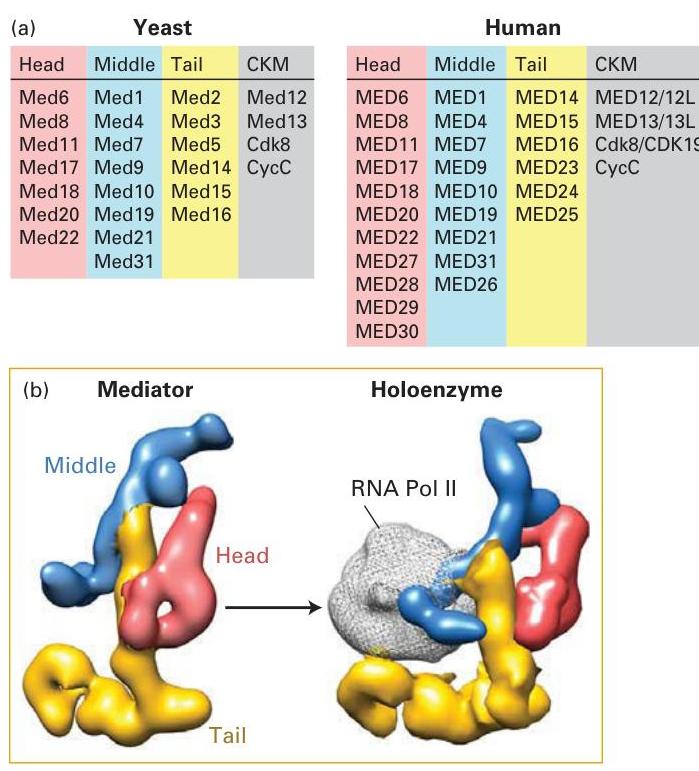 (a) Yeast Human
Head Middle Tail CKM Head Middle Tail CKM
Med6 Med1 Med2 Med12 MED6 MED1 MED14 MED12/12L
Med8 Med4 Med3 Med13 MED8 MED4 MED15 MED13/13L
Med11 Med7 Med5 Cdk8 MED11 MED7 MED16 Cdk8/CDK19
Med17 Med9 Med14 CycC MED17 MED9 MED23 CycC
Med18 Med10 Med15 MED18 MED10 MED24
Med20 Med19 Med16 MED20 MED19 MED25
Med22 Med21 MED22 MED21
Med31 MED27 MED31
MED28 MED26
MED29
MED30
(b) Mediator Holoenzyme
Middle
RNA Pol II
Head
Tail